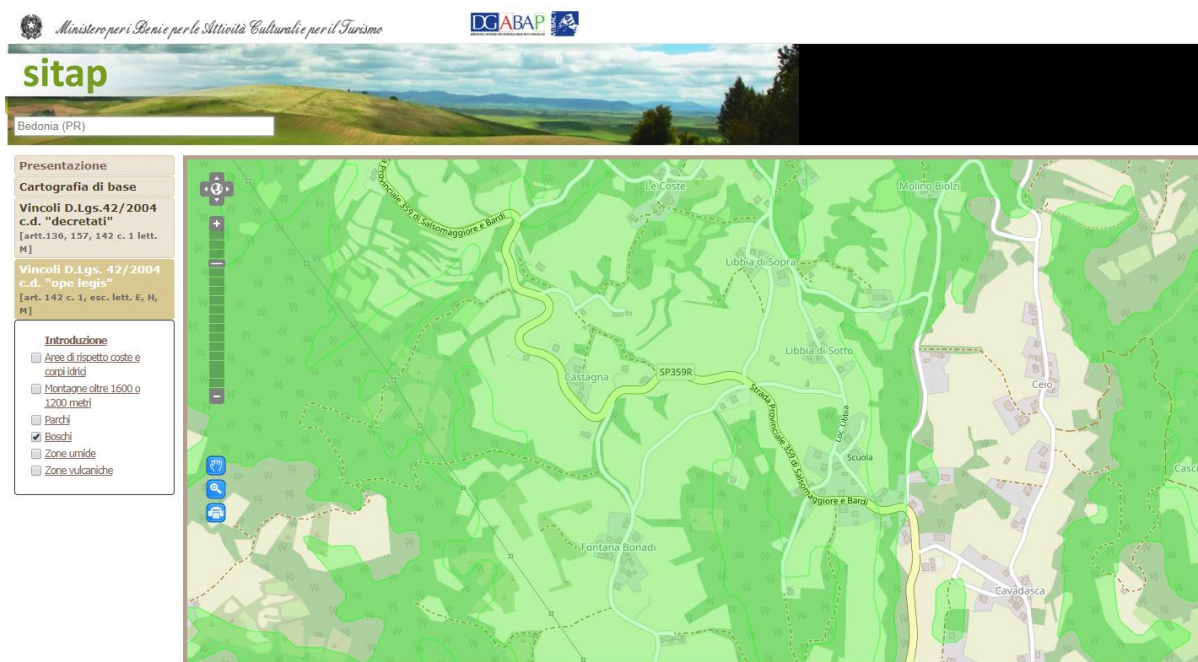 Ministero per i Beni e per le Attività Culturali e per il Turismo
DGABAP
sitap
Bedonia (PR)
Presentazione
Cartografia di base
Vincoli D.Lgs.42/2004
c.d. "decretati"
[artt.136, 157, 142 c. 1 lett.
M]
Vincoli D.Lgs. 42/2004
c.d. "ope legis"
[art. 142 c. 1, esc. lett. E, H,
M]
Introduzione
Aree di rispetto coste e
corpi idrici
Montagne oltre 1600 o
1200 metri
Parchi
Boschi
Zone umide
Zone vulcaniche
Provinciale 359 di Salsomaggiore e Bardi
Le Coste
Molino Biolzi
Libbia di Sopra
Libbia di Sotto
Castagna
SP359R
Strada Provinciale 359 di Salsomaggiore e Bardi
Loc. Libbia
Scuola
Ceio
Casci
Fontana Bonadi
Cavadasca